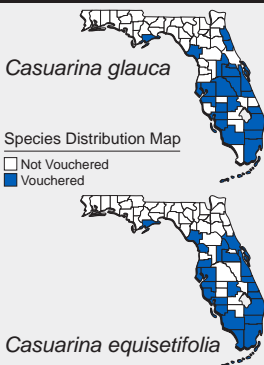 Casuarina glauca
Species Distribution Map
Not Vouchered
Vouchered
Casuarina equisetifolia